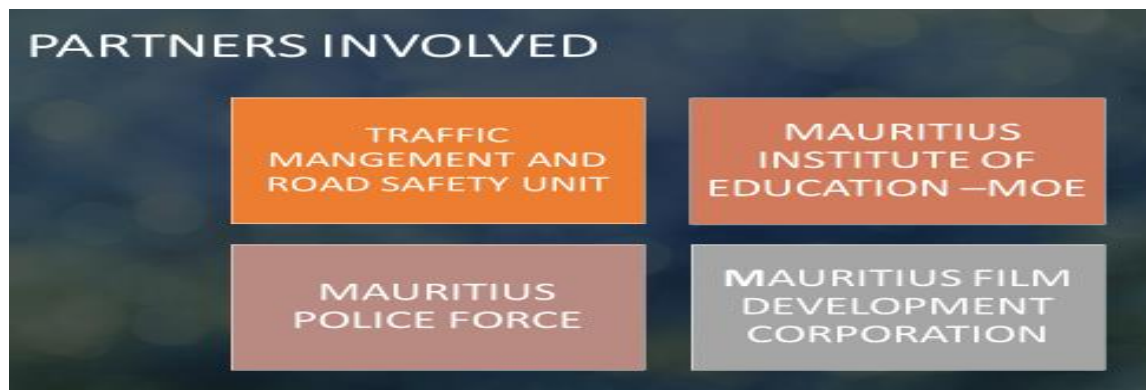 PARTNERS INVOLVED
TRAFFIC
MANGEMENT AND
ROAD SAFETY UNIT
MAURITIUS
INSTITUTE OF
EDUCATION –MOE
MAURITIUS
POLICE FORCE
MAURITIUS FILM
DEVELOPMENT
CORPORATION